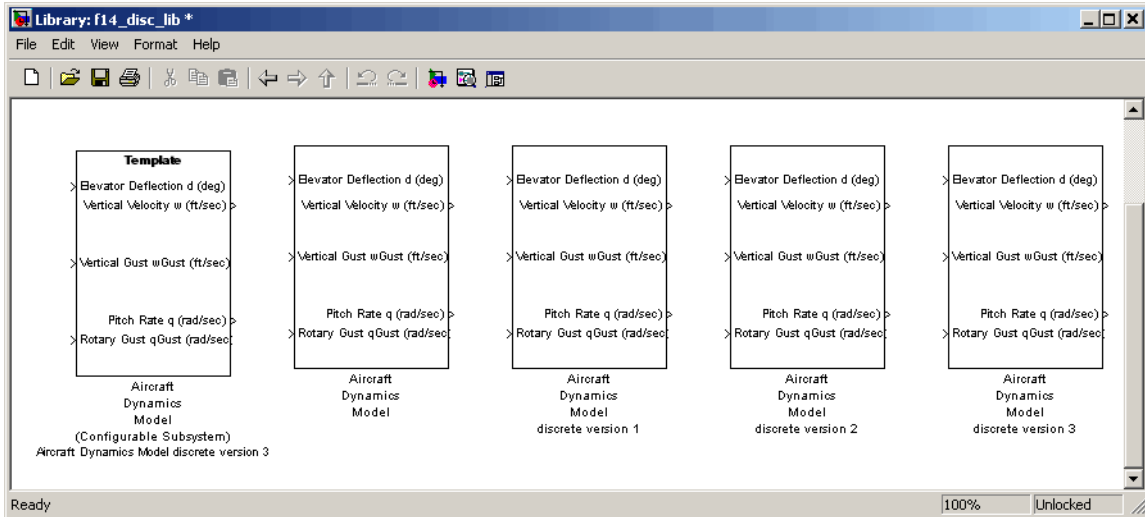 Library: f14_disc_lib *
File Edit View Format Help
Template
Elevator Deflection d (deg)
Vertical Velocity w (ft/sec)
Vertical Gust wGust (ft/sec)
Pitch Rate q (rad/sec)
Rotary Gust qGust (rad/sec
Aircraft
Dynamics
Model
(Configurable Subsystem)
Aircraft Dynamics Model discrete version 3
Elevator Deflection d (deg)
Vertical Velocity w (ft/sec)
Vertical Gust wGust (ft/sec)
Pitch Rate q (rad/sec)
Rotary Gust qGust (rad/sec
Aircraft
Dynamics
Model
Elevator Deflection d (deg)
Vertical Velocity w (ft/sec)
Vertical Gust wGust (ft/sec)
Pitch Rate q (rad/sec)
Rotary Gust qGust (rad/sec
Aircraft
Dynamics
Model
discrete version 1
Elevator Deflection d (deg)
Vertical Velocity w (ft/sec)
Vertical Gust wGust (ft/sec)
Pitch Rate q (rad/sec)
Rotary Gust qGust (rad/sec
Aircraft
Dynamics
Model
discrete version 2
Elevator Deflection d (deg)
Vertical Velocity w (ft/sec)
Vertical Gust wGust (ft/sec)
Pitch Rate q (rad/sec)
Rotary Gust qGust (rad/sec
Aircraft
Dynamics
Model
discrete version 3
Ready 100% Unlocked